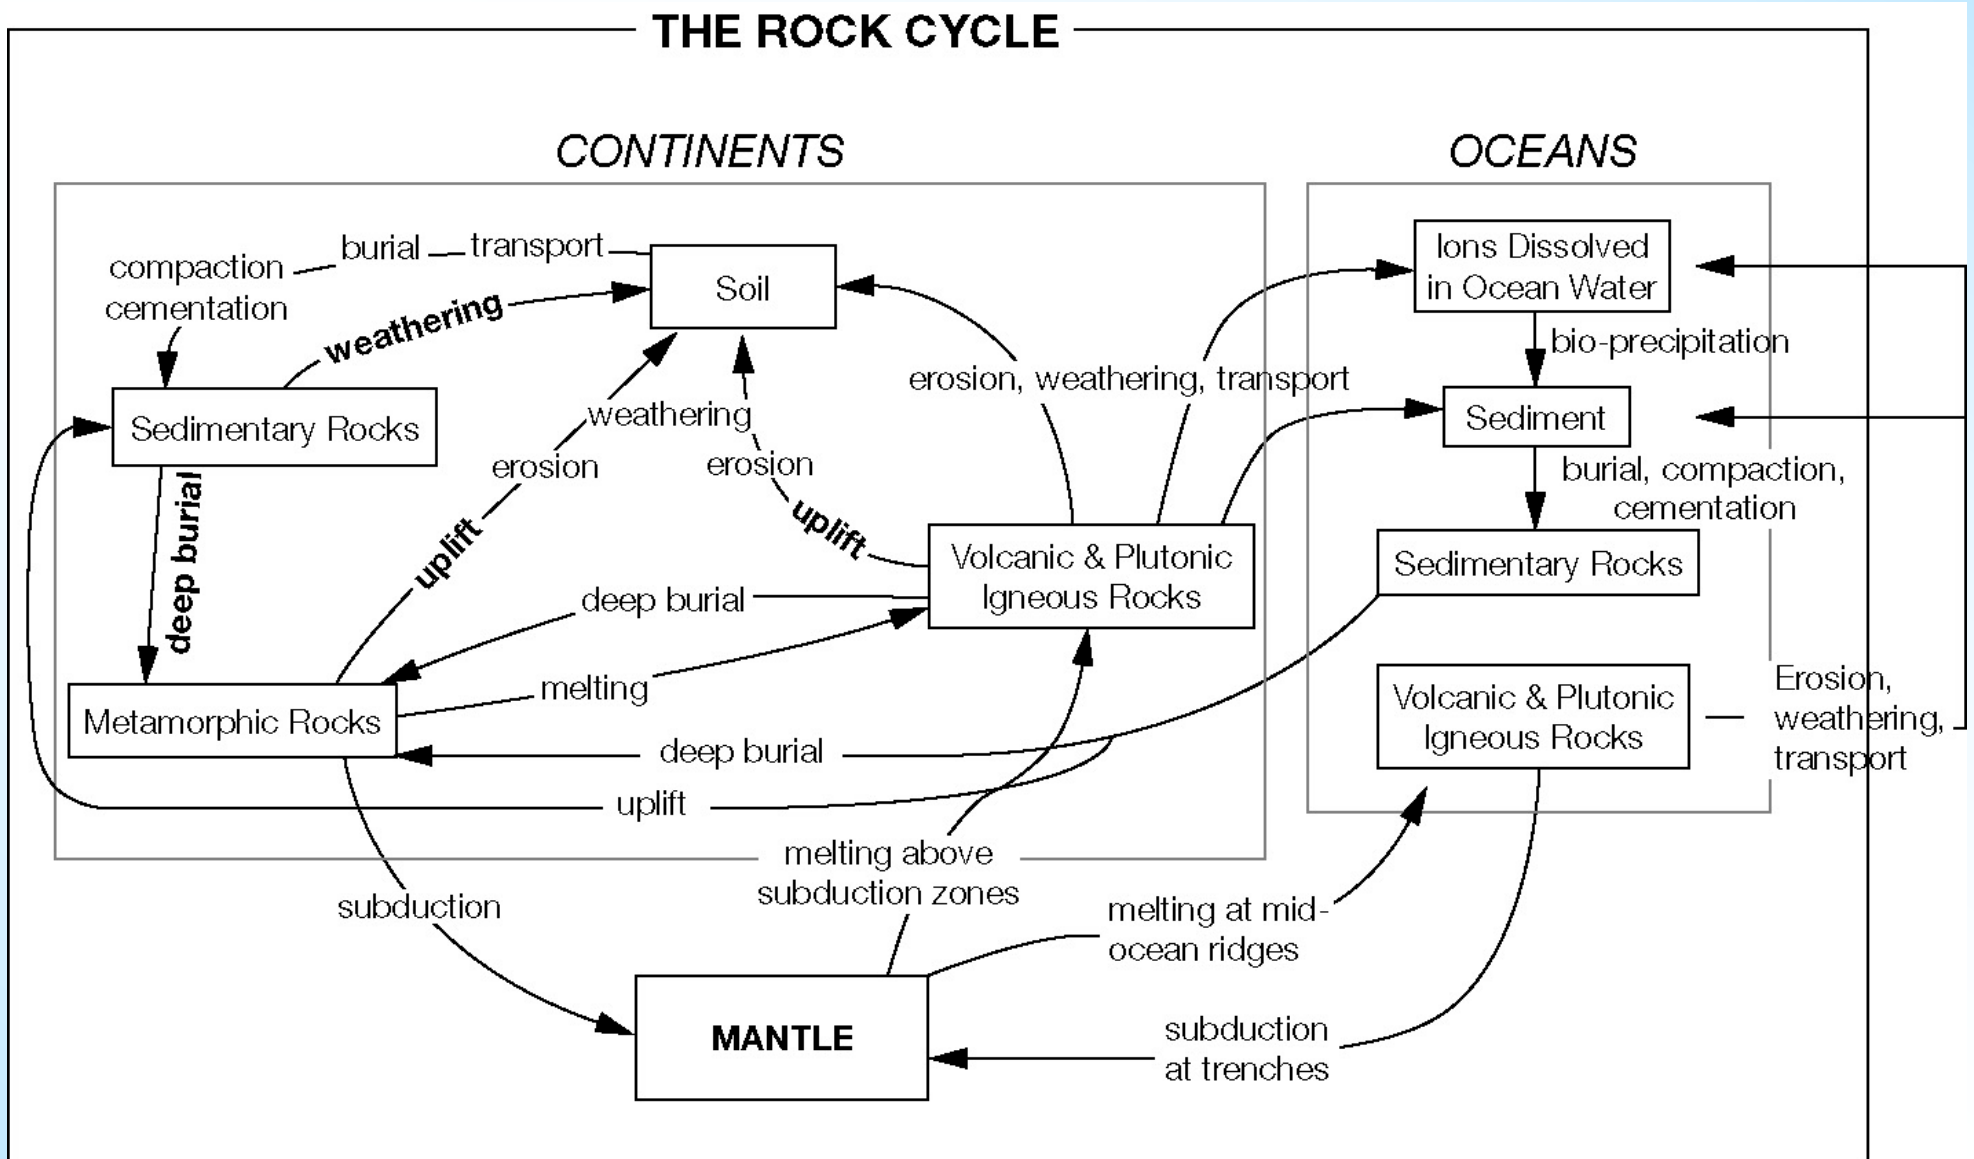 THE ROCK CYCLE
CONTINENTS
OCEANS
compaction
cementation
burial
transport
Soil
weathering
Sedimentary Rocks
deep burial
weathering
erosion
uplift
erosion
uplift
erosion, weathering, transport
Volcanic & Plutonic
Igneous Rocks
deep burial
melting
Metamorphic Rocks
deep burial
uplift
Ions Dissolved
in Ocean Water
bio-precipitation
Sediment
burial, compaction,
cementation
Sedimentary Rocks
Volcanic & Plutonic
Igneous Rocks
Erosion,
weathering,
transport
melting above
subduction zones
subduction
melting at mid-
ocean ridges
MANTLE
subduction
at trenches